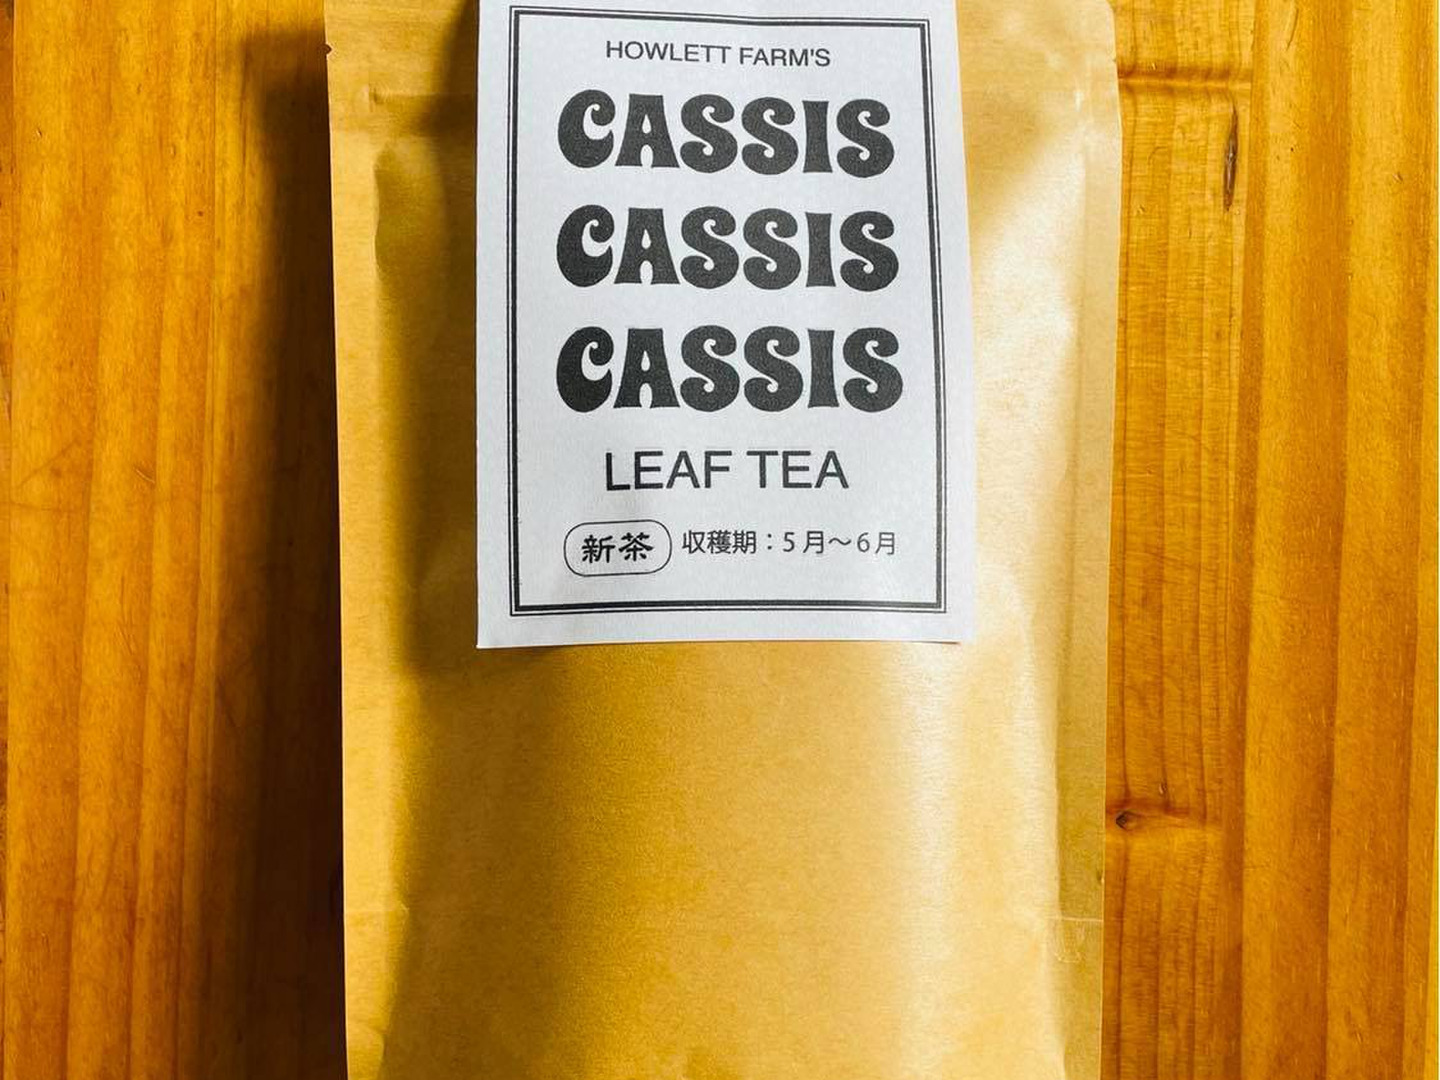 HOWLETT FARM'S
CASSIS
CASSIS
CASSIS
LEAF TEA
新茶 収穫期：5月〜6月